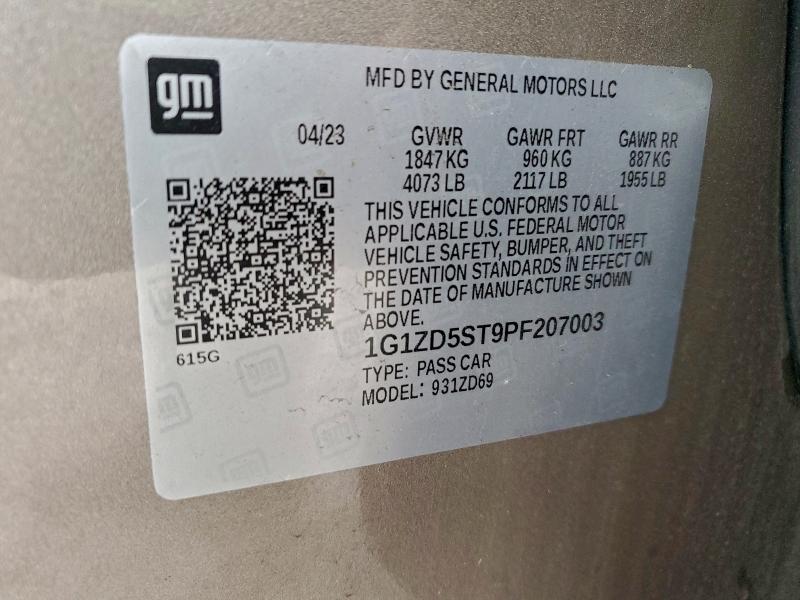 gm
MFD BY GENERAL MOTORS LLC
04/23 GVWR GAWR FRT GAWR RR
1847 KG 960 KG 887 KG
4073 LB 2117 LB 1955 LB
THIS VEHICLE CONFORMS TO ALL
APPLICABLE U.S. FEDERAL MOTOR
VEHICLE SAFETY, BUMPER, AND THEFT
PREVENTION STANDARDS IN EFFECT ON
THE DATE OF MANUFACTURE SHOWN
ABOVE.
1G1ZD5ST9PF207003
615G
TYPE: PASS CAR
MODEL: 931ZD69